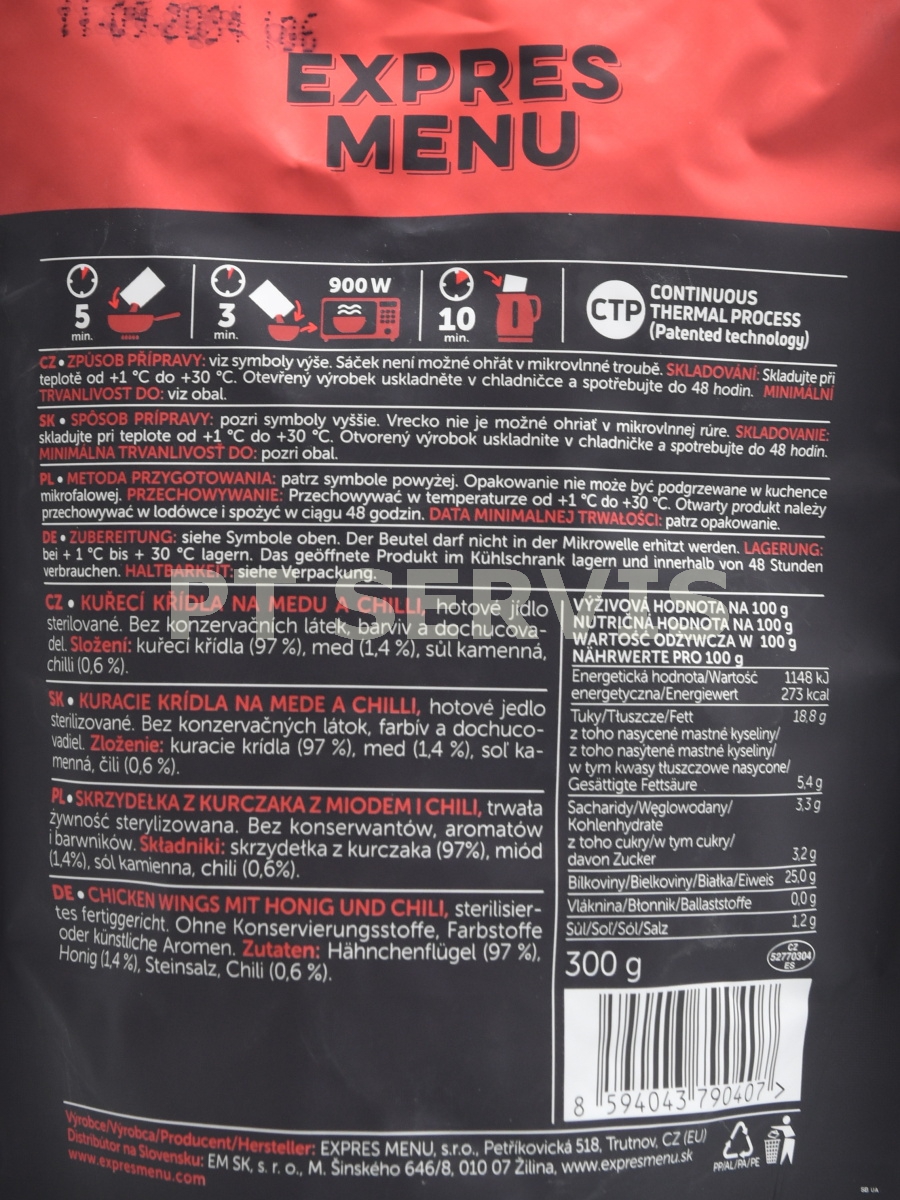 11-09-2034 106
EXPRES
MENU
5
min.
3
min.
900 W
10
min.
CTP
CONTINUOUS
THERMAL PROCESS
(Patented technology)
CZ • ZPŮSOB PŘÍPRAVY: viz symboly výše. Sáček není možné ohřát v mikrovlnné troubě. SKLADOVÁNÍ: Skladujte při
teplotě od +1 °C do +30 °C. Otevřený výrobek uskladněte v chladničce a spotřebujte do 48 hodin. MINIMÁLNÍ
TRVANLIVOST DO: viz obal.
SK • SPÔSOB PRÍPRAVY: pozri symboly vyššie. Vrecko nie je možné ohriať v mikrovlnnej rúre. SKLADOVANIE:
skladujte pri teplote od +1 °C do +30 °C. Otvorený výrobok uskladnite v chladničke a spotrebujte do 48 hodín.
MINIMÁLNA TRVANLIVOSŤ DO: pozri obal.
PL • METODA PRZYGOTOWANIA: patrz symbole powyżej. Opakowanie nie może być podgrzewane w kuchence
mikrofalowej. PRZECHOWYWANIE: Przechowywać w temperaturze od +1 °C do +30 °C. Otwarty produkt należy
przechowywać w lodówce i spożyć w ciągu 48 godzin. DATA MINIMALNEJ TRWAŁOŚCI: patrz opakowanie.
DE • ZUBEREITUNG: siehe Symbole oben. Der Beutel darf nicht in der Mikrowelle erhitzt werden. LAGERUNG:
bei + 1 °C bis + 30 °C lagern. Das geöffnete Produkt im Kühlschrank lagern und innerhalb von 48 Stunden
verbrauchen. HALTBARKEIT: siehe Verpackung.
PT SERVIS
CZ • KUŘECÍ KŘÍDLA NA MEDU A CHILLI, hotové jídlo
sterilované. Bez konzervačních látek, barviv a dochucova-
del. Složení: kuřecí křídla (97 %), med (1,4 %), sůl kamenná,
chilli (0,6 %).
SK • KURACIE KRÍDLA NA MEDE A CHILLI, hotové jedlo
sterilizované. Bez konzervačných látok, farbív a dochuco-
vadiel. Zloženie: kuracie krídla (97 %), med (1,4 %), soľ ka-
menná, čili (0,6 %).
PL• SKRZYDEŁKA Z KURCZAKA Z MIODEM I CHILI, trwała
żywność sterylizowana. Bez konserwantów, aromatów
i barwników. Składniki: skrzydełka z kurczaka (97%), miód
(1,4%), sól kamienna, chili (0,6%).
DE • CHICKEN WINGS MIT HONIG UND CHILI, sterilisier-
tes fertiggericht. Ohne Konservierungsstoffe, Farbstoffe
oder künstliche Aromen. Zutaten: Hähnchenflügel (97 %),
Honig (1,4 %), Steinsalz, Chili (0,6 %).
VÝŽIVOVÁ HODNOTA NA 100 g
NUTRIČNÁ HODNOTA NA 100 g
WARTOŚĆ ODŻYWCZA W 100 g
NÄHRWERTE PRO 100 g
Energetická hodnota/Wartość 1148 kJ
energetyczna/Energiewert 273 kcal
Tuky/Tłuszcze/Fett 18,8 g
z toho nasycené mastné kyseliny/
z toho nasýtené mastné kyseliny/
w tym kwasy tłuszczowe nasycone/
Gesättigte Fettsäure 5,4 g
Sacharidy/Węglowodany/ 3,3 g
Kohlenhydrate
z toho cukry/w tym cukry/
davon Zucker 3,2 g
Bílkoviny/Bielkoviny/Białka/Eiweis 25,0 g
Vláknina/Błonnik/Ballaststoffe 0,0 g
Sůl/Soľ/Sól/Salz 1,2 g
300 g
CZ
52770304
ES
8 594043 790407 >
Výrobce/Výrobca/Producent/Hersteller: EXPRES MENU, s.r.o., Petříkovická 518, Trutnov, CZ (EU)
Distribútor na Slovensku: EM SK, s. r. o., M. Šinského 646/8, 010 07 Žilina, www.expresmenu.sk
www.expresmenu.com
PP/AL/PA/PE